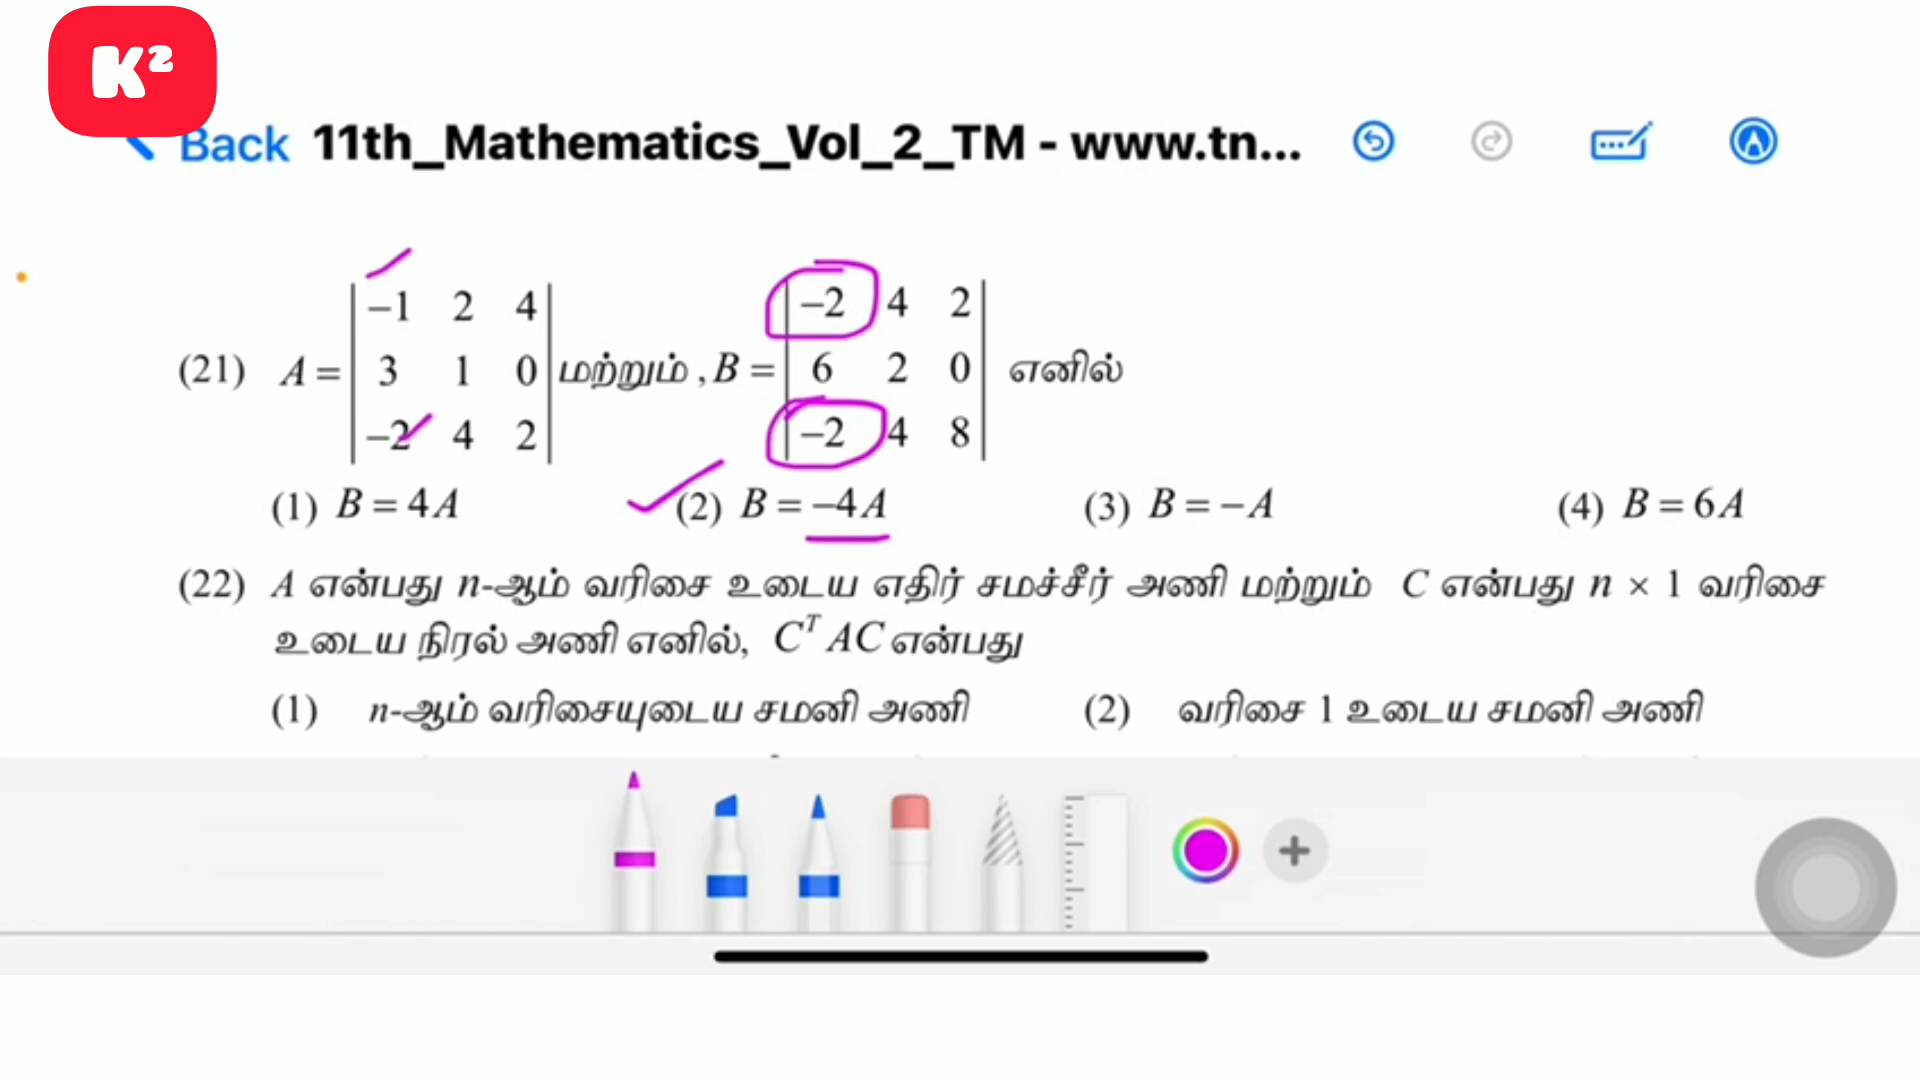 K²
Back 11th_Mathematics_Vol_2_TM - www.tn...
(21) A = | −1 2 4 | மற்றும் , B = | −2 4 2 | எனில்
| 3 1 0 | | 6 2 0 |
| −2 4 2 | | −2 4 8 |
(1) B = 4A (2) B = −4A (3) B = −A (4) B = 6A
(22) A என்பது n-ஆம் வரிசை உடைய எதிர் சமச்சீர் அணி மற்றும் C என்பது n × 1 வரிசை
உடைய நிரல் அணி எனில், Cᵀ AC என்பது
(1) n-ஆம் வரிசையுடைய சமனி அணி (2) வரிசை 1 உடைய சமனி அணி